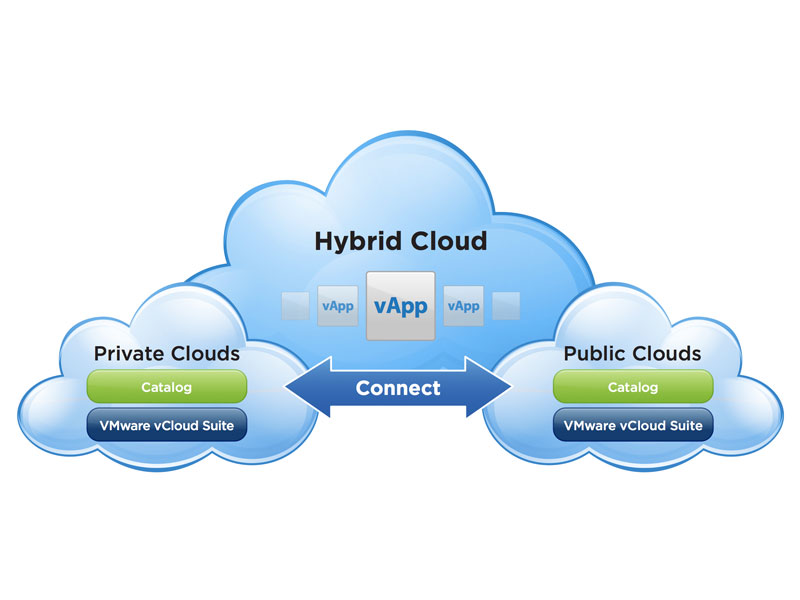 Hybrid Cloud
vApp
vApp
vApp
Private Clouds
Catalog
VMware vCloud Suite
Connect
Public Clouds
Catalog
VMware vCloud Suite